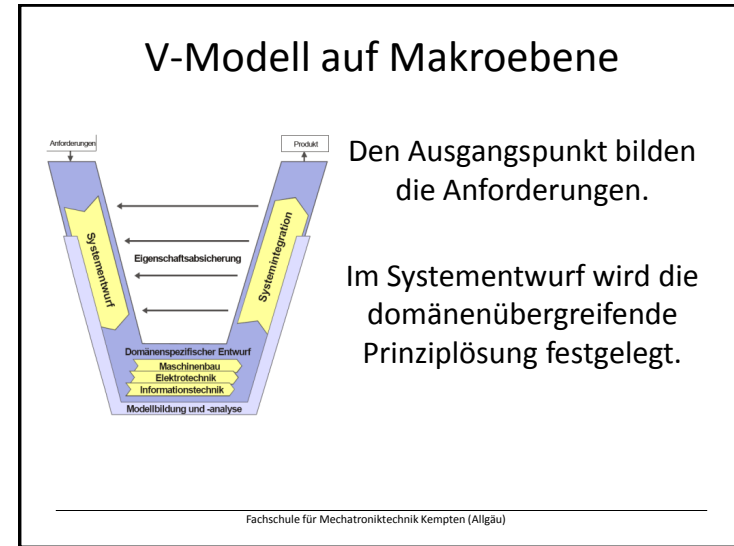 V-Modell auf Makroebene
Anforderungen
Produkt
Systementwurf
Eigenschaftsabsicherung
Systemintegration
Domänenspezifischer Entwurf
Maschinenbau
Elektrotechnik
Informationstechnik
Modellbildung und -analyse
Den Ausgangspunkt bilden
die Anforderungen.
Im Systementwurf wird die
domänenübergreifende
Prinziplösung festgelegt.
Fachschule für Mechatroniktechnik Kempten (Allgäu)